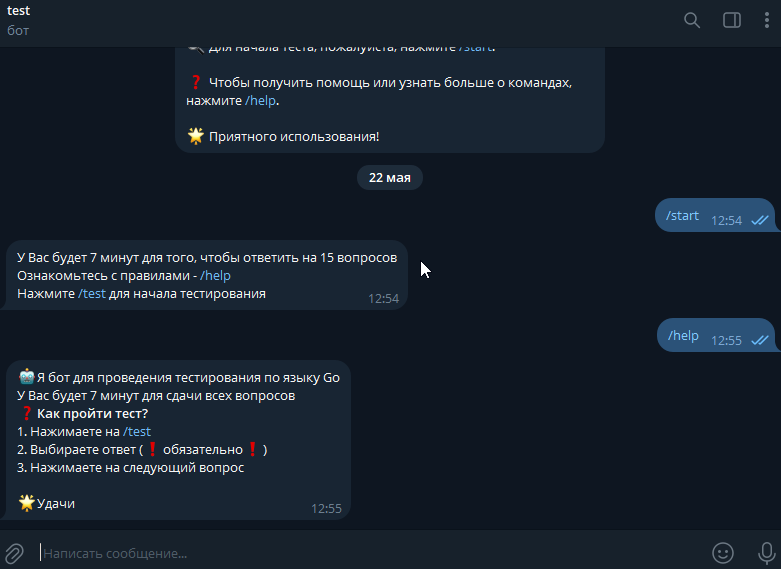 test
бот
Для начала теста, пожалуйста, нажмите /start.
❓ Чтобы получить помощь или узнать больше о командах,
нажмите /help.
🌟 Приятного использования!
22 мая
/start 12:54
У Вас будет 7 минут для того, чтобы ответить на 15 вопросов
Ознакомьтесь с правилами - /help
Нажмите /test для начала тестирования
12:54
/help 12:55
🤖Я бот для проведения тестирования по языку Go
У Вас будет 7 минут для сдачи всех вопросов
❓ Как пройти тест?
1. Нажимаете на /test
2. Выбираете ответ (❗ обязательно❗)
3. Нажимаете на следующий вопрос
🌟Удачи
12:55
Написать сообщение...